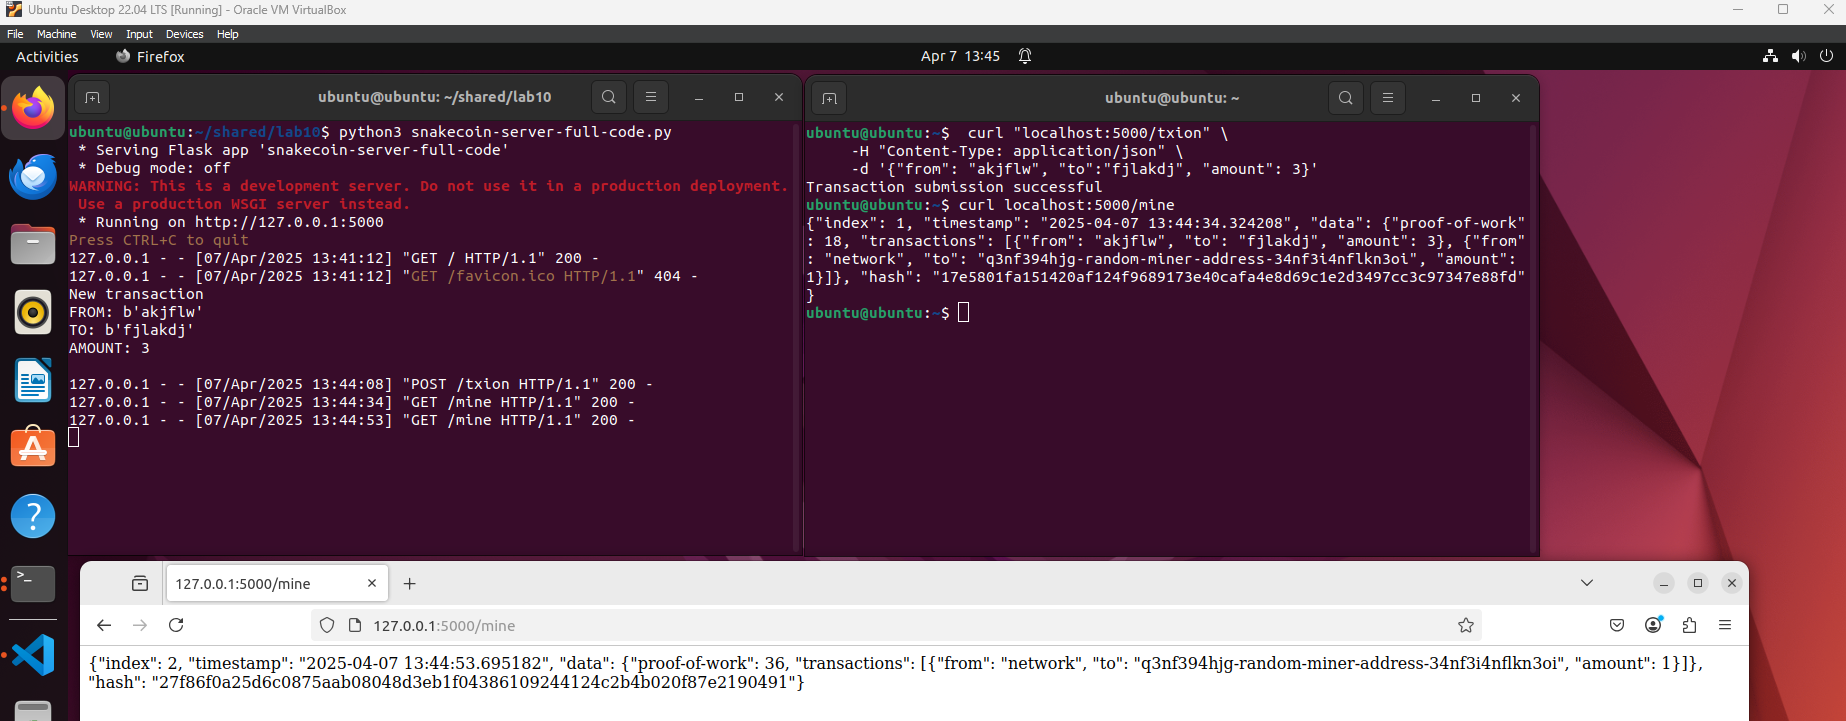 Ubuntu Desktop 22.04 LTS [Running] - Oracle VM VirtualBox
File Machine View Input Devices Help
Activities Firefox Apr 7 13:45
ubuntu@ubuntu: ~/shared/lab10
ubuntu@ubuntu:~/shared/lab10$ python3 snakecoin-server-full-code.py
* Serving Flask app 'snakecoin-server-full-code'
* Debug mode: off
WARNING: This is a development server. Do not use it in a production deployment.
Use a production WSGI server instead.
* Running on http://127.0.0.1:5000
Press CTRL+C to quit
127.0.0.1 - - [07/Apr/2025 13:41:12] "GET / HTTP/1.1" 200 -
127.0.0.1 - - [07/Apr/2025 13:41:12] "GET /favicon.ico HTTP/1.1" 404 -
New transaction
FROM: b'akjflw'
TO: b'fjlakdj'
AMOUNT: 3
127.0.0.1 - - [07/Apr/2025 13:44:08] "POST /txion HTTP/1.1" 200 -
127.0.0.1 - - [07/Apr/2025 13:44:34] "GET /mine HTTP/1.1" 200 -
127.0.0.1 - - [07/Apr/2025 13:44:53] "GET /mine HTTP/1.1" 200 -
ubuntu@ubuntu: ~
ubuntu@ubuntu:~$  curl "localhost:5000/txion" \
-H "Content-Type: application/json" \
-d '{"from": "akjflw", "to":"fjlakdj", "amount": 3}'
Transaction submission successful
ubuntu@ubuntu:~$ curl localhost:5000/mine
{"index": 1, "timestamp": "2025-04-07 13:44:34.324208", "data": {"proof-of-work"
: 18, "transactions": [{"from": "akjflw", "to": "fjlakdj", "amount": 3}, {"from"
: "network", "to": "q3nf394hjg-random-miner-address-34nf3i4nflkn3oi", "amount":
1}]}, "hash": "17e5801fa151420af124f9689173e40cafa4e8d69c1e2d3497cc3c97347e88fd"
}
ubuntu@ubuntu:~$
127.0.0.1:5000/mine
127.0.0.1:5000/mine
{"index": 2, "timestamp": "2025-04-07 13:44:53.695182", "data": {"proof-of-work": 36, "transactions": [{"from": "network", "to": "q3nf394hjg-random-miner-address-34nf3i4nflkn3oi", "amount": 1}]},
"hash": "27f86f0a25d6c0875aab08048d3eb1f04386109244124c2b4b020f87e2190491"}